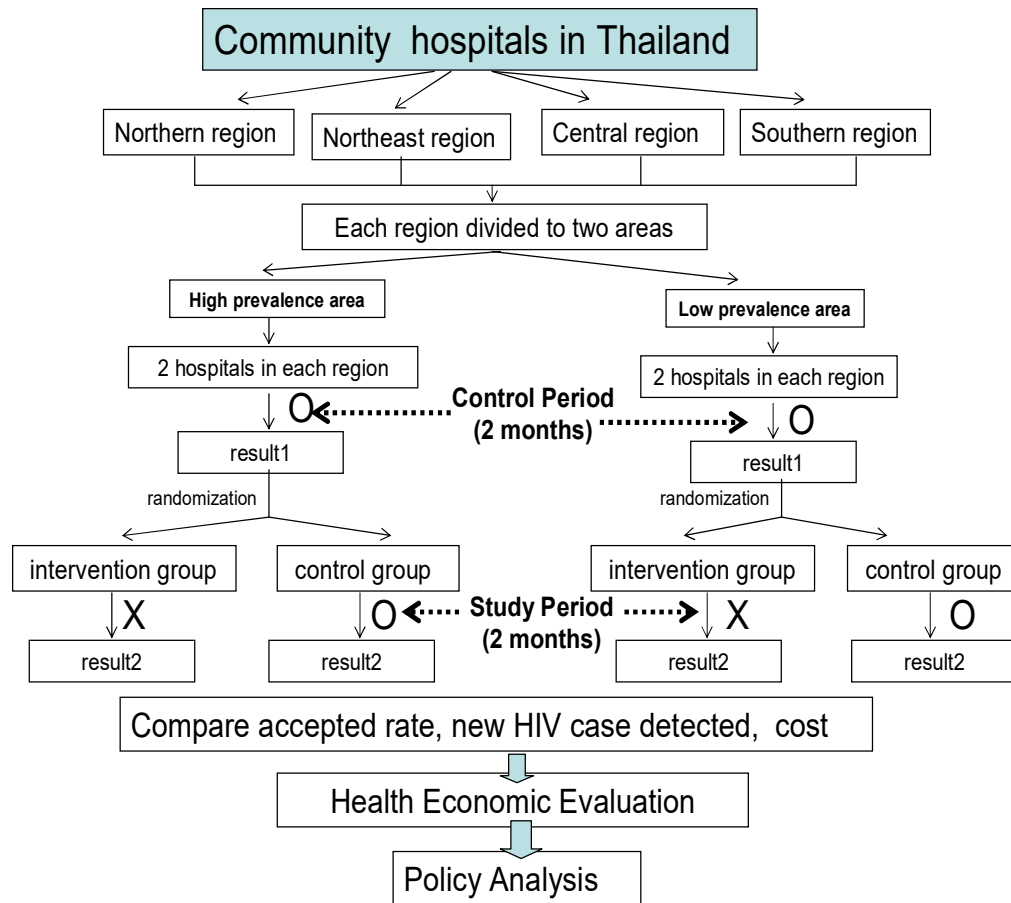 Community hospitals in Thailand
Northern region
Northeast region
Central region
Southern region
Each region divided to two areas
High prevalence area
Low prevalence area
2 hospitals in each region
2 hospitals in each region
O
Control Period
(2 months)
O
result1
result1
randomization
randomization
intervention group
control group
intervention group
control group
X
O
Study Period
(2 months)
X
O
result2
result2
result2
result2
Compare accepted rate, new HIV case detected, cost
Health Economic Evaluation
Policy Analysis